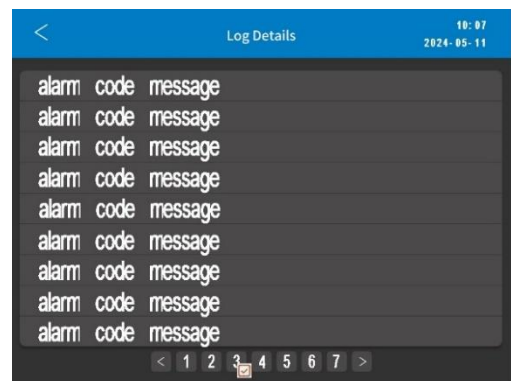 <
Log Details
10:07
2024-05-11
alarm code message
alarm code message
alarm code message
alarm code message
alarm code message
alarm code message
alarm code message
alarm code message
alarm code message
< 1 2 3 4 5 6 7 >